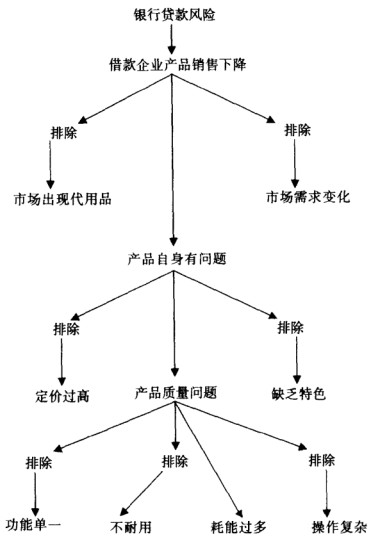 银行贷款风险
借款企业产品销售下降
排除
排除
市场出现代用品
市场需求变化
产品自身有问题
排除
排除
定价过高
产品质量问题
缺乏特色
排除
排除
排除
功能单一
不耐用
耗能过多
操作复杂